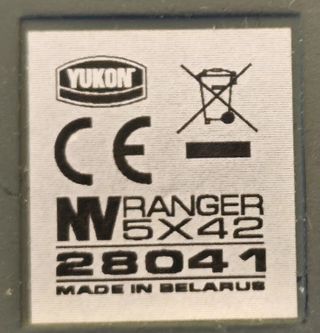 YUKON
CE
NV RANGER
5X42
28041
MADE IN BELARUS